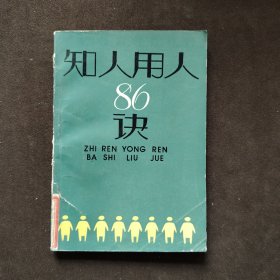 知人用人
86
诀
ZHI REN YONG REN
BA SHI LIU JUE